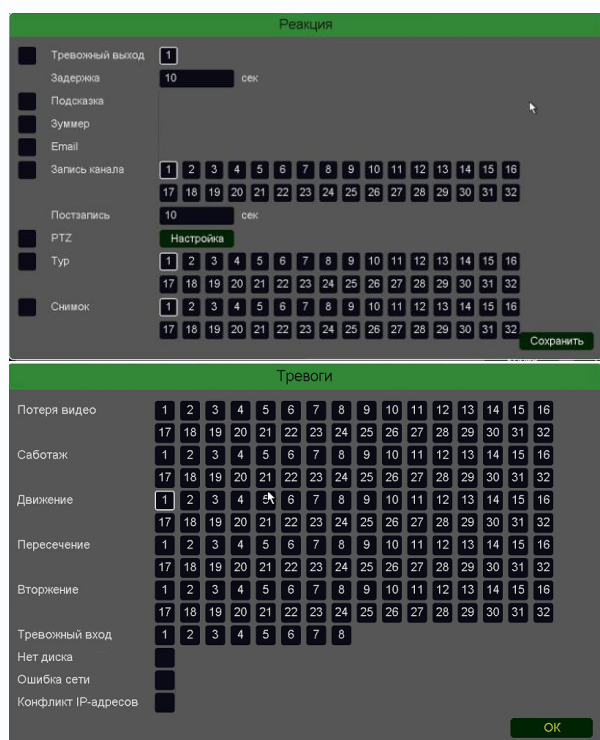 Реакция
Тревожный выход 1
Задержка 10 сек
Подсказка
Зуммер
Email
Запись канала 1 2 3 4 5 6 7 8 9 10 11 12 13 14 15 16
17 18 19 20 21 22 23 24 25 26 27 28 29 30 31 32
Постзапись 10 сек
PTZ Настройка
Тур 1 2 3 4 5 6 7 8 9 10 11 12 13 14 15 16
17 18 19 20 21 22 23 24 25 26 27 28 29 30 31 32
Снимок 1 2 3 4 5 6 7 8 9 10 11 12 13 14 15 16
17 18 19 20 21 22 23 24 25 26 27 28 29 30 31 32
Сохранить
Тревоги
Потеря видео 1 2 3 4 5 6 7 8 9 10 11 12 13 14 15 16
17 18 19 20 21 22 23 24 25 26 27 28 29 30 31 32
Саботаж 1 2 3 4 5 6 7 8 9 10 11 12 13 14 15 16
17 18 19 20 21 22 23 24 25 26 27 28 29 30 31 32
Движение 1 2 3 4 5 6 7 8 9 10 11 12 13 14 15 16
17 18 19 20 21 22 23 24 25 26 27 28 29 30 31 32
Пересечение 1 2 3 4 5 6 7 8 9 10 11 12 13 14 15 16
17 18 19 20 21 22 23 24 25 26 27 28 29 30 31 32
Вторжение 1 2 3 4 5 6 7 8 9 10 11 12 13 14 15 16
17 18 19 20 21 22 23 24 25 26 27 28 29 30 31 32
Тревожный вход 1 2 3 4 5 6 7 8
Нет диска
Ошибка сети
Конфликт IP-адресов
OK